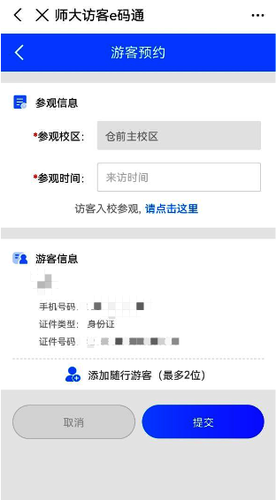 师大访客e码通
游客预约
参观信息
*参观校区： 仓前主校区
*参观时间： 来访时间
访客入校参观, 请点击这里
游客信息
手机号码：
证件类型： 身份证
证件号码：
添加随行游客（最多2位）
取消 提交